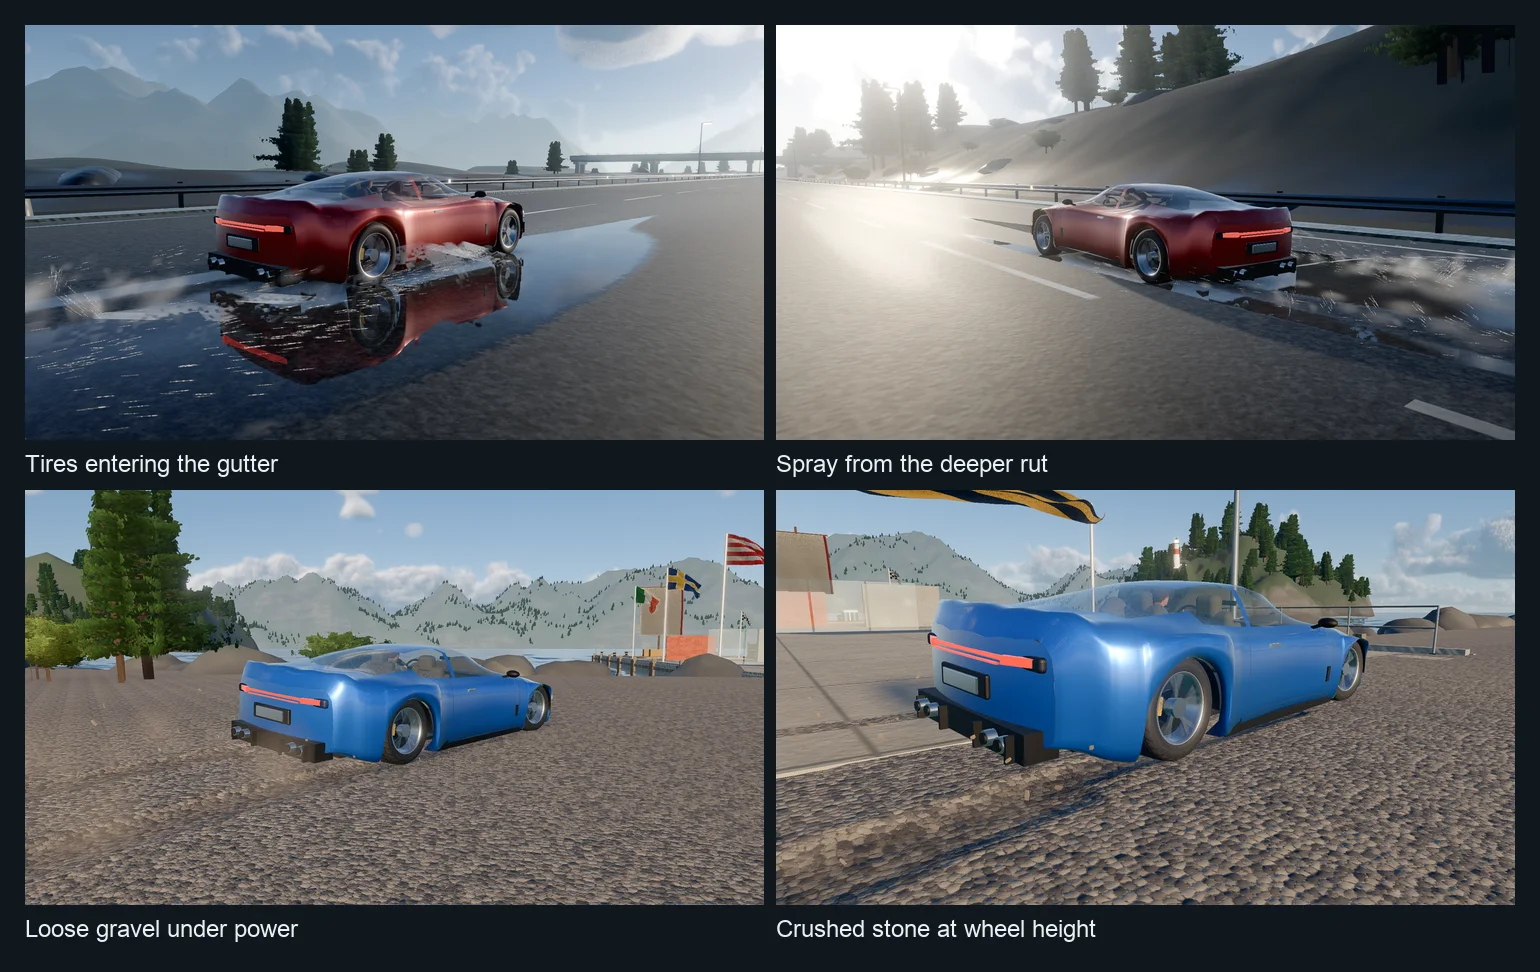 Tires entering the gutter
Spray from the deeper rut
Loose gravel under power
Crushed stone at wheel height